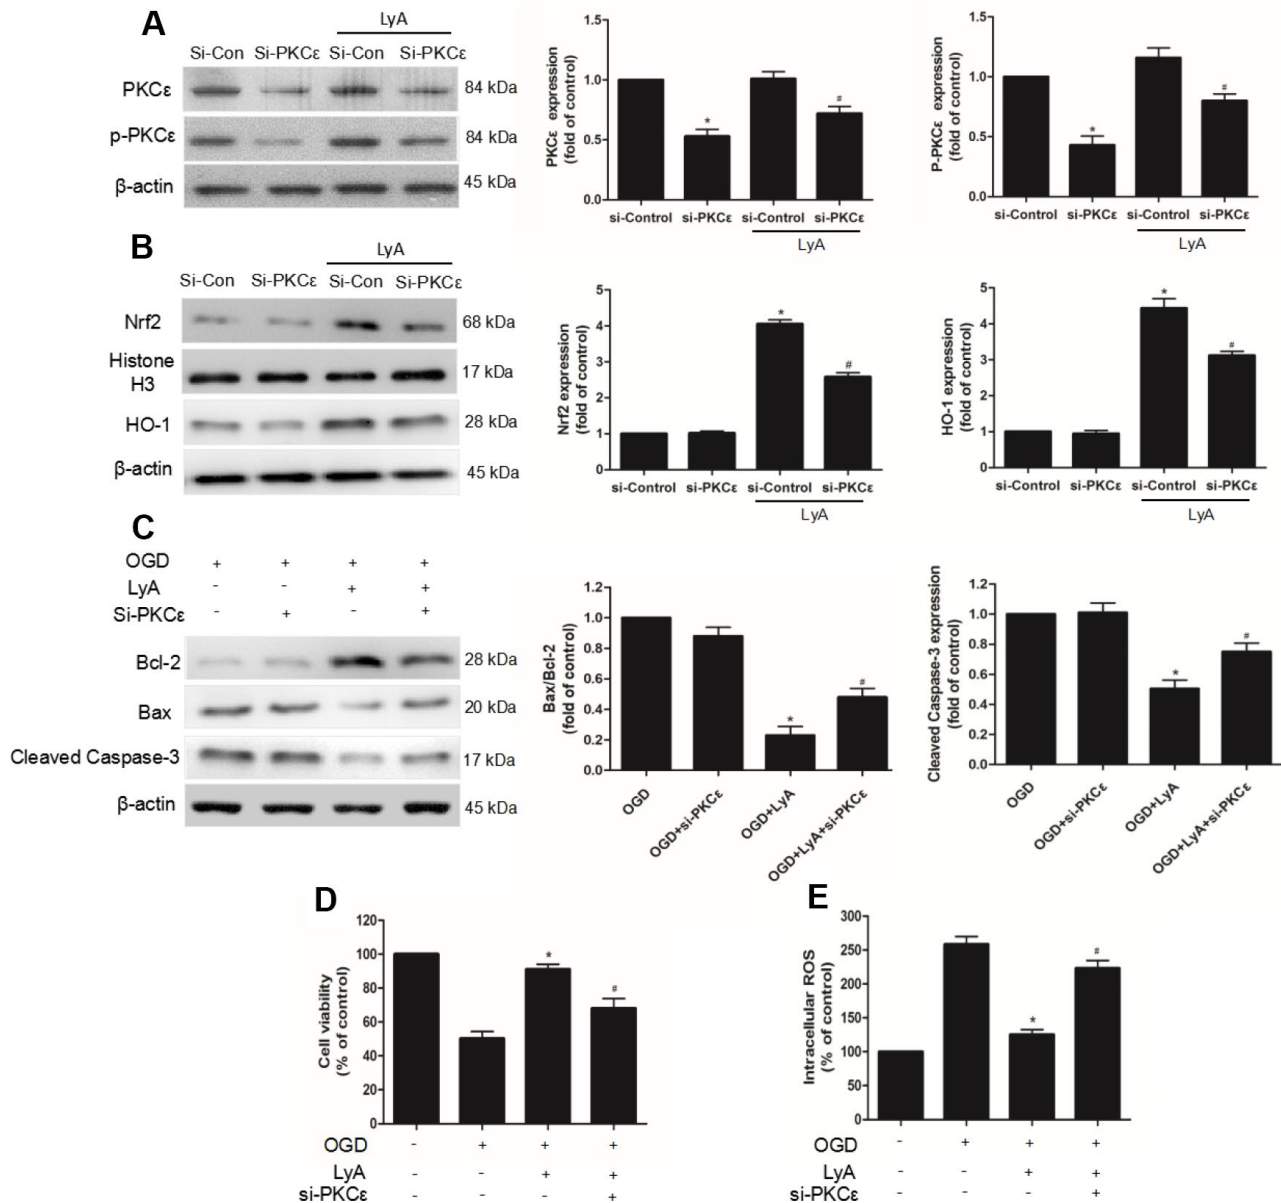 A
LyA
Si-Con Si-PKCε Si-Con Si-PKCε
PKCε 84 kDa
p-PKCε 84 kDa
β-actin 45 kDa
PKCε expression
(fold of control)
1.5
1.0
0.5
0.0
si-Control si-PKCε si-Control si-PKCε
LyA
* #
P-PKCε expression
(fold of control)
1.5
1.0
0.5
0.0
si-Control si-PKCε si-Control si-PKCε
LyA
* #
B
LyA
Si-Con Si-PKCε Si-Con Si-PKCε
Nrf2 68 kDa
Histone
H3 17 kDa
HO-1 28 kDa
β-actin 45 kDa
Nrf2 expression
(fold of control)
5
4
3
2
1
0
si-Control si-PKCε si-Control si-PKCε
LyA
* #
HO-1 expression
(fold of control)
5
4
3
2
1
0
si-Control si-PKCε si-Control si-PKCε
LyA
* #
C
OGD + + + +
LyA - - + +
Si-PKCε - + - +
Bcl-2 28 kDa
Bax 20 kDa
Cleaved Caspase-3 17 kDa
β-actin 45 kDa
Bax/Bcl-2
(fold of control)
1.2
1.0
0.8
0.6
0.4
0.2
0.0
OGD
OGD+si-PKCε
OGD+LyA
OGD+LyA+si-PKCε
* #
Cleaved Caspase-3 expression
(fold of control)
1.2
1.0
0.8
0.6
0.4
0.2
0.0
OGD
OGD+si-PKCε
OGD+LyA
OGD+LyA+si-PKCε
* #
D
Cell viability
(% of control)
120
100
80
60
40
20
0
* #
OGD - + + +
LyA - - + +
si-PKCε - - - +
E
Intracellular ROS
(% of control)
300
250
200
150
100
50
0
* #
OGD - + + +
LyA - - + +
si-PKCε - - - +